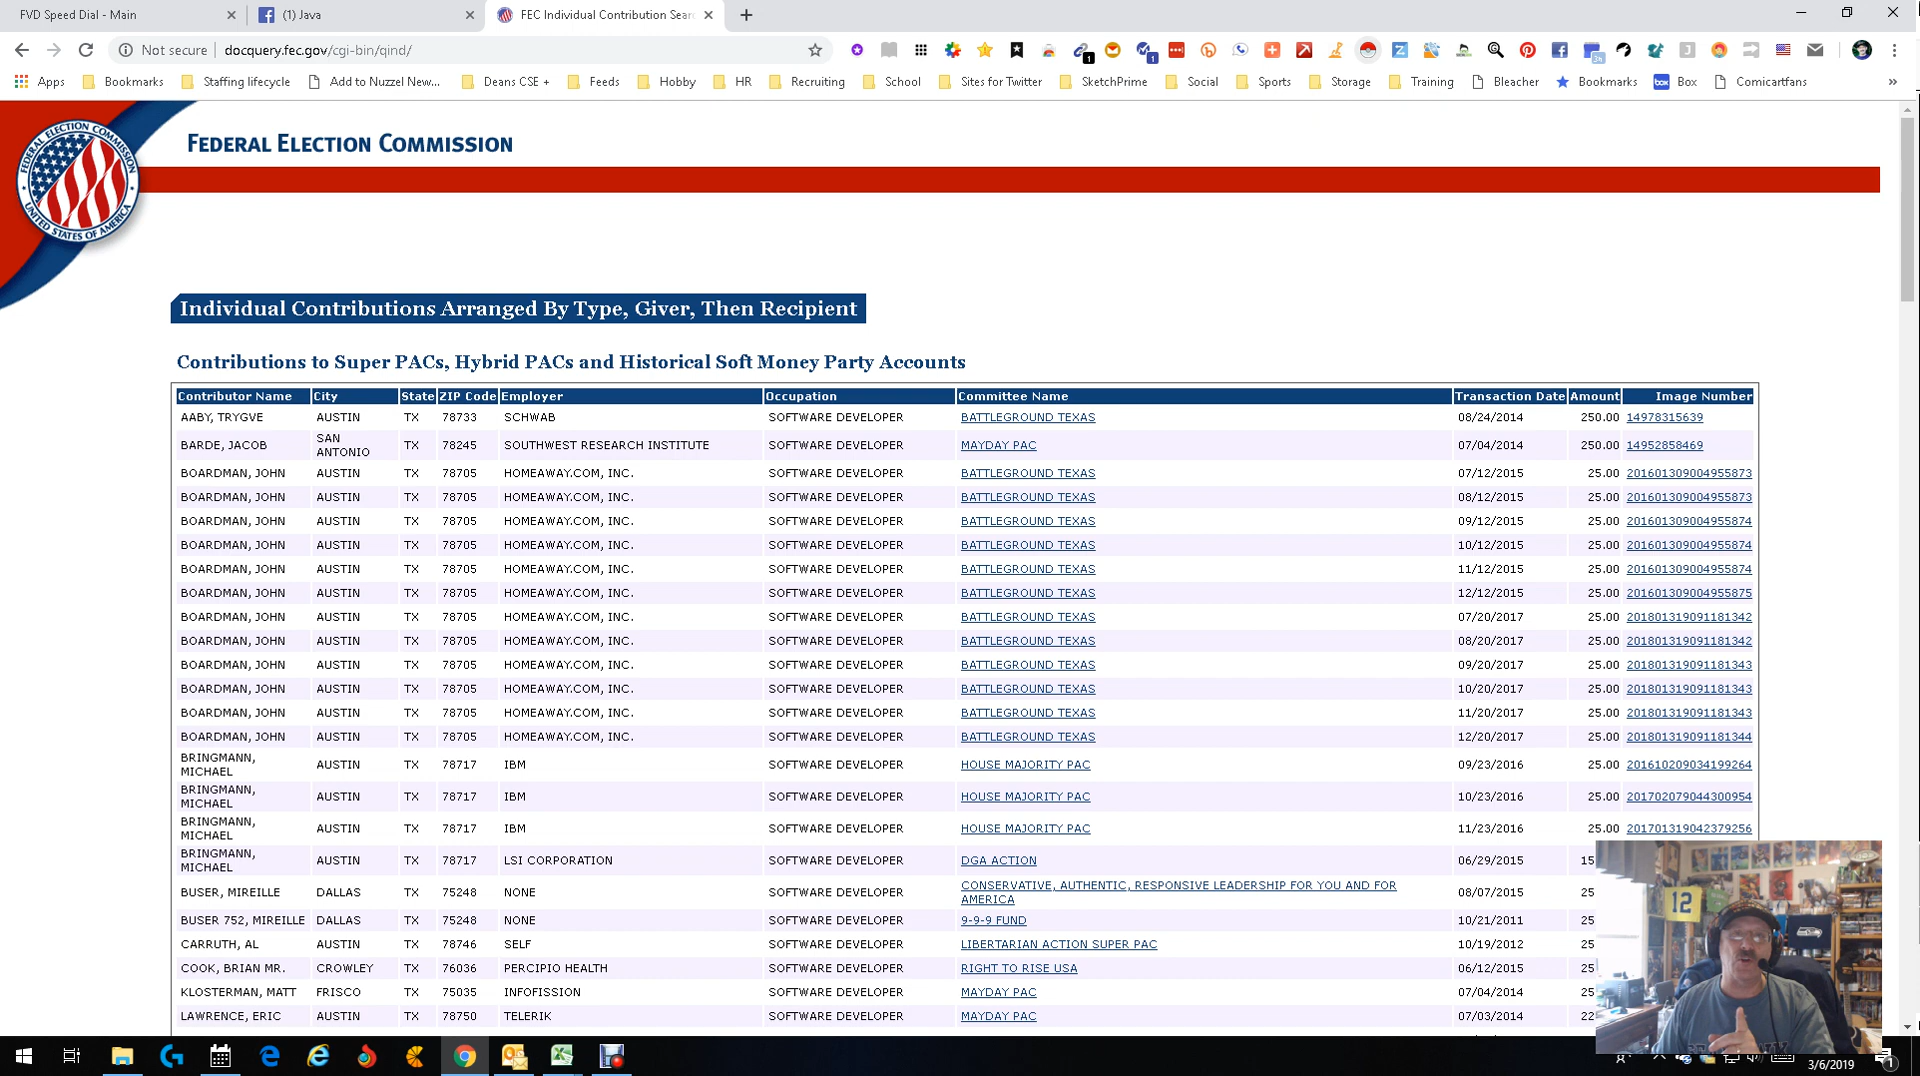 FVD Speed Dial - Main
(1) Java
FEC Individual Contribution Sear
Not secure
docquery.fec.gov/cgi-bin/qind/
Apps Bookmarks Staffing lifecycle Add to Nuzzel New... Deans CSE + Feeds Hobby HR Recruiting School Sites for Twitter SketchPrime Social Sports Storage Training Bleacher Bookmarks Box Comicartfans
FEDERAL ELECTION COMMISSION
FEDERAL ELECTION COMMISSION
UNITED STATES OF AMERICA
Individual Contributions Arranged By Type, Giver, Then Recipient
Contributions to Super PACs, Hybrid PACs and Historical Soft Money Party Accounts
Contributor Name City State ZIP Code Employer Occupation Committee Name Transaction Date Amount Image Number
AABY, TRYGVE AUSTIN TX 78733 SCHWAB SOFTWARE DEVELOPER BATTLEGROUND TEXAS 08/24/2014 250.00 14978315639
BARDE, JACOB SAN ANTONIO TX 78245 SOUTHWEST RESEARCH INSTITUTE SOFTWARE DEVELOPER MAYDAY PAC 07/04/2014 250.00 14952858469
BOARDMAN, JOHN AUSTIN TX 78705 HOMEAWAY.COM, INC. SOFTWARE DEVELOPER BATTLEGROUND TEXAS 07/12/2015 25.00 201601309004955873
BOARDMAN, JOHN AUSTIN TX 78705 HOMEAWAY.COM, INC. SOFTWARE DEVELOPER BATTLEGROUND TEXAS 08/12/2015 25.00 201601309004955873
BOARDMAN, JOHN AUSTIN TX 78705 HOMEAWAY.COM, INC. SOFTWARE DEVELOPER BATTLEGROUND TEXAS 09/12/2015 25.00 201601309004955874
BOARDMAN, JOHN AUSTIN TX 78705 HOMEAWAY.COM, INC. SOFTWARE DEVELOPER BATTLEGROUND TEXAS 10/12/2015 25.00 201601309004955874
BOARDMAN, JOHN AUSTIN TX 78705 HOMEAWAY.COM, INC. SOFTWARE DEVELOPER BATTLEGROUND TEXAS 11/12/2015 25.00 201601309004955874
BOARDMAN, JOHN AUSTIN TX 78705 HOMEAWAY.COM, INC. SOFTWARE DEVELOPER BATTLEGROUND TEXAS 12/12/2015 25.00 201601309004955875
BOARDMAN, JOHN AUSTIN TX 78705 HOMEAWAY.COM, INC. SOFTWARE DEVELOPER BATTLEGROUND TEXAS 07/20/2017 25.00 201801319091181342
BOARDMAN, JOHN AUSTIN TX 78705 HOMEAWAY.COM, INC. SOFTWARE DEVELOPER BATTLEGROUND TEXAS 08/20/2017 25.00 201801319091181342
BOARDMAN, JOHN AUSTIN TX 78705 HOMEAWAY.COM, INC. SOFTWARE DEVELOPER BATTLEGROUND TEXAS 09/20/2017 25.00 201801319091181343
BOARDMAN, JOHN AUSTIN TX 78705 HOMEAWAY.COM, INC. SOFTWARE DEVELOPER BATTLEGROUND TEXAS 10/20/2017 25.00 201801319091181343
BOARDMAN, JOHN AUSTIN TX 78705 HOMEAWAY.COM, INC. SOFTWARE DEVELOPER BATTLEGROUND TEXAS 11/20/2017 25.00 201801319091181343
BOARDMAN, JOHN AUSTIN TX 78705 HOMEAWAY.COM, INC. SOFTWARE DEVELOPER BATTLEGROUND TEXAS 12/20/2017 25.00 201801319091181344
BRINGMANN, MICHAEL AUSTIN TX 78717 IBM SOFTWARE DEVELOPER HOUSE MAJORITY PAC 09/23/2016 25.00 201610209034199264
BRINGMANN, MICHAEL AUSTIN TX 78717 IBM SOFTWARE DEVELOPER HOUSE MAJORITY PAC 10/23/2016 25.00 201702079044300954
BRINGMANN, MICHAEL AUSTIN TX 78717 IBM SOFTWARE DEVELOPER HOUSE MAJORITY PAC 11/23/2016 25.00 201701319042379256
BRINGMANN, MICHAEL AUSTIN TX 78717 LSI CORPORATION SOFTWARE DEVELOPER DGA ACTION 06/29/2015 15
BUSER, MIREILLE DALLAS TX 75248 NONE SOFTWARE DEVELOPER CONSERVATIVE, AUTHENTIC, RESPONSIVE LEADERSHIP FOR YOU AND FOR AMERICA 08/07/2015 25
BUSER 752, MIREILLE DALLAS TX 75248 NONE SOFTWARE DEVELOPER 9-9-9 FUND 10/21/2011 25
CARRUTH, AL AUSTIN TX 78746 SELF SOFTWARE DEVELOPER LIBERTARIAN ACTION SUPER PAC 10/19/2012 25
COOK, BRIAN MR. CROWLEY TX 76036 PERCIPIO HEALTH SOFTWARE DEVELOPER RIGHT TO RISE USA 06/12/2015 25
KLOSTERMAN, MATT FRISCO TX 75035 INFOFISSION SOFTWARE DEVELOPER MAYDAY PAC 07/04/2014 25
LAWRENCE, ERIC AUSTIN TX 78750 TELERIK SOFTWARE DEVELOPER MAYDAY PAC 07/03/2014 22
12
3/6/2019